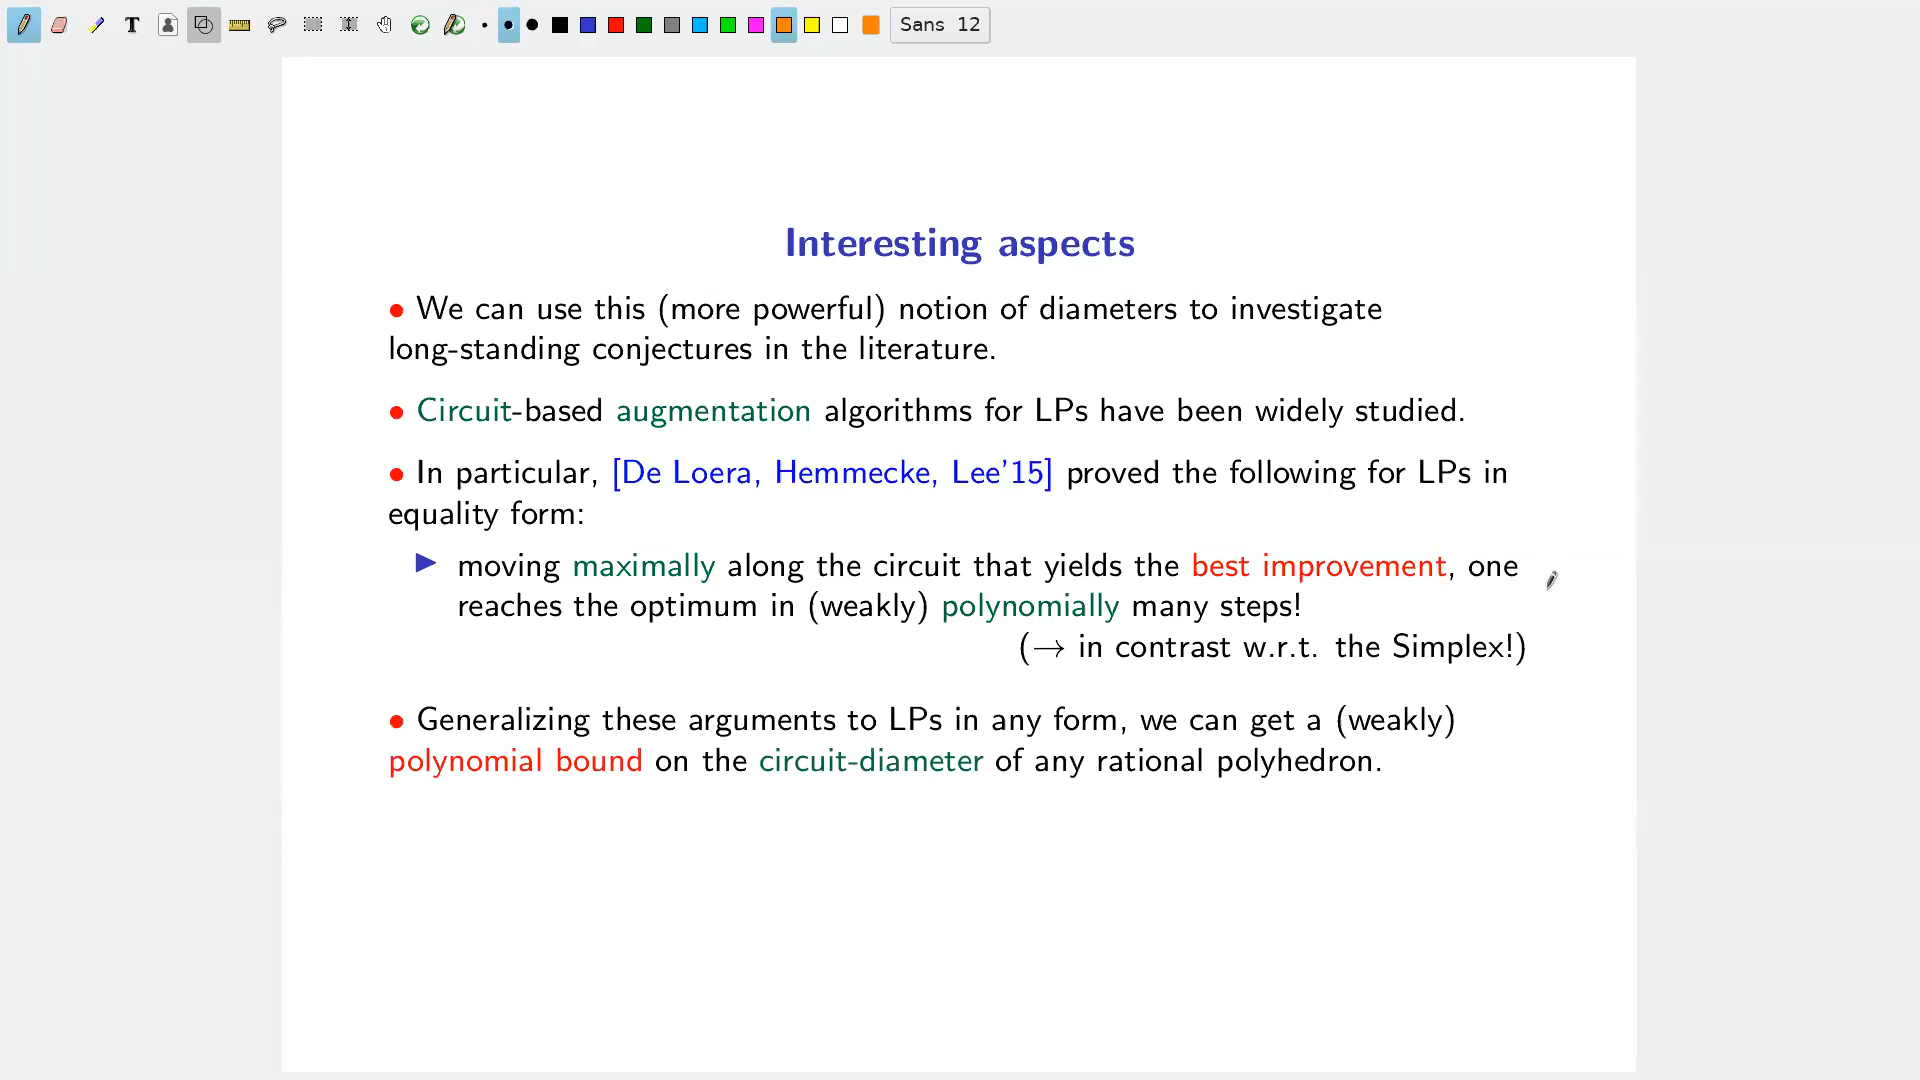 T Sans 12
Interesting aspects
• We can use this (more powerful) notion of diameters to investigate
long-standing conjectures in the literature.
• Circuit-based augmentation algorithms for LPs have been widely studied.
• In particular, [De Loera, Hemmecke, Lee'15] proved the following for LPs in
equality form:
▶ moving maximally along the circuit that yields the best improvement, one
reaches the optimum in (weakly) polynomially many steps!
(→ in contrast w.r.t. the Simplex!)
• Generalizing these arguments to LPs in any form, we can get a (weakly)
polynomial bound on the circuit-diameter of any rational polyhedron.